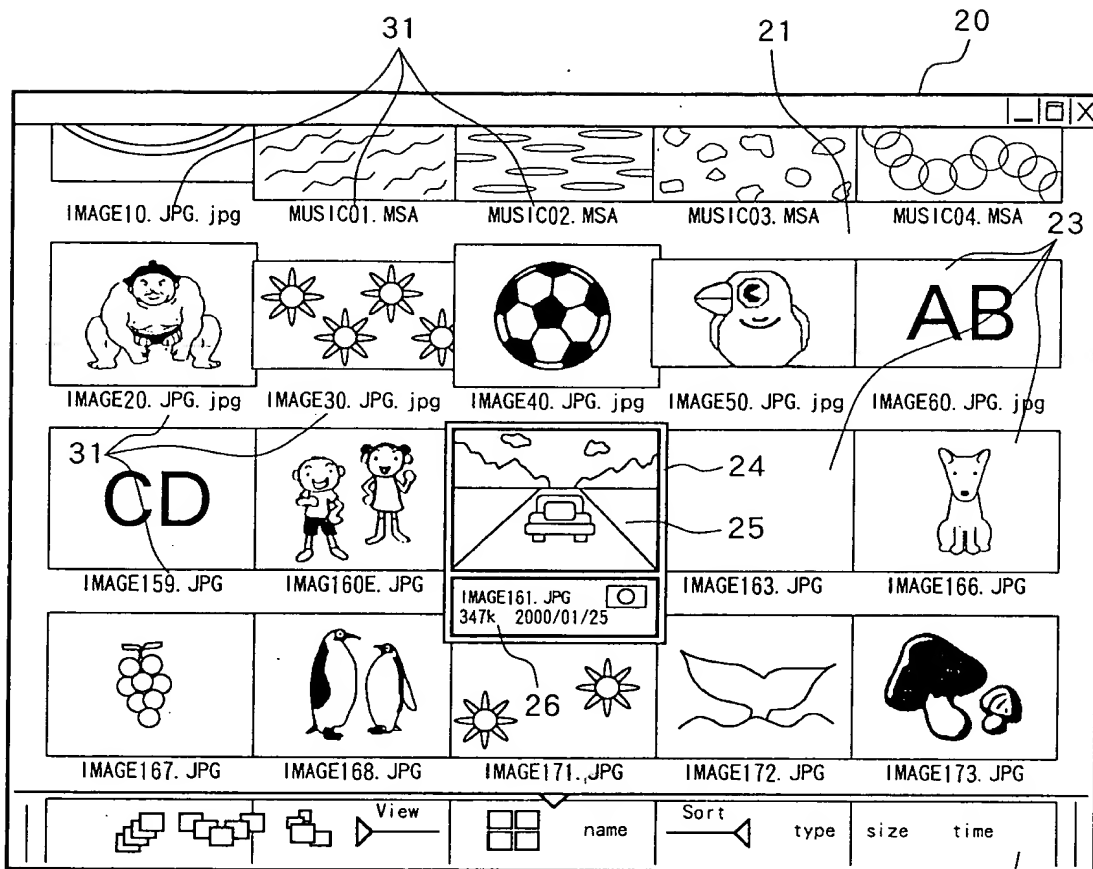 31
21
20
IMAGE10. JPG. jpg
MUSIC01. MSA
MUSIC02. MSA
MUSIC03. MSA
MUSIC04. MSA
23
AB
IMAGE20. JPG. jpg
IMAGE30. JPG. jpg
IMAGE40. JPG. jpg
IMAGE50. JPG. jpg
IMAGE60. JPG. jpg
31
CD
24
25
IMAGE159. JPG
IMAG160E. JPG
IMAGE161. JPG
347k 2000/01/25
IMAGE163. JPG
IMAGE166. JPG
26
IMAGE167. JPG
IMAGE168. JPG
IMAGE171. JPG
IMAGE172. JPG
IMAGE173. JPG
View
name
Sort
type
size
time